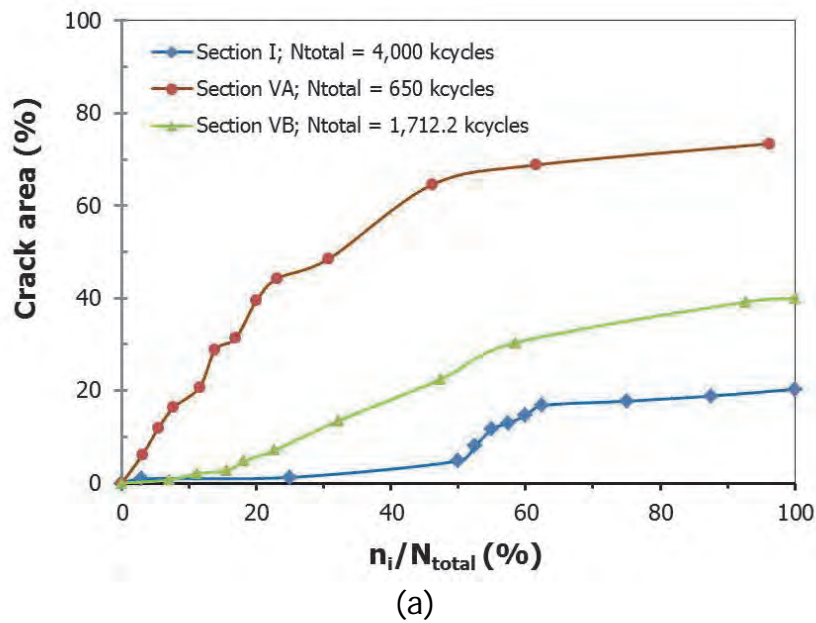 100
80
60
40
20
0
Crack area (%)
Section I; Ntotal = 4,000 kcycles
Section VA; Ntotal = 650 kcycles
Section VB; Ntotal = 1,712.2 kcycles
0 20 40 60 80 100
nᵢ/Nₜₒₜₐₗ (%)
(a)